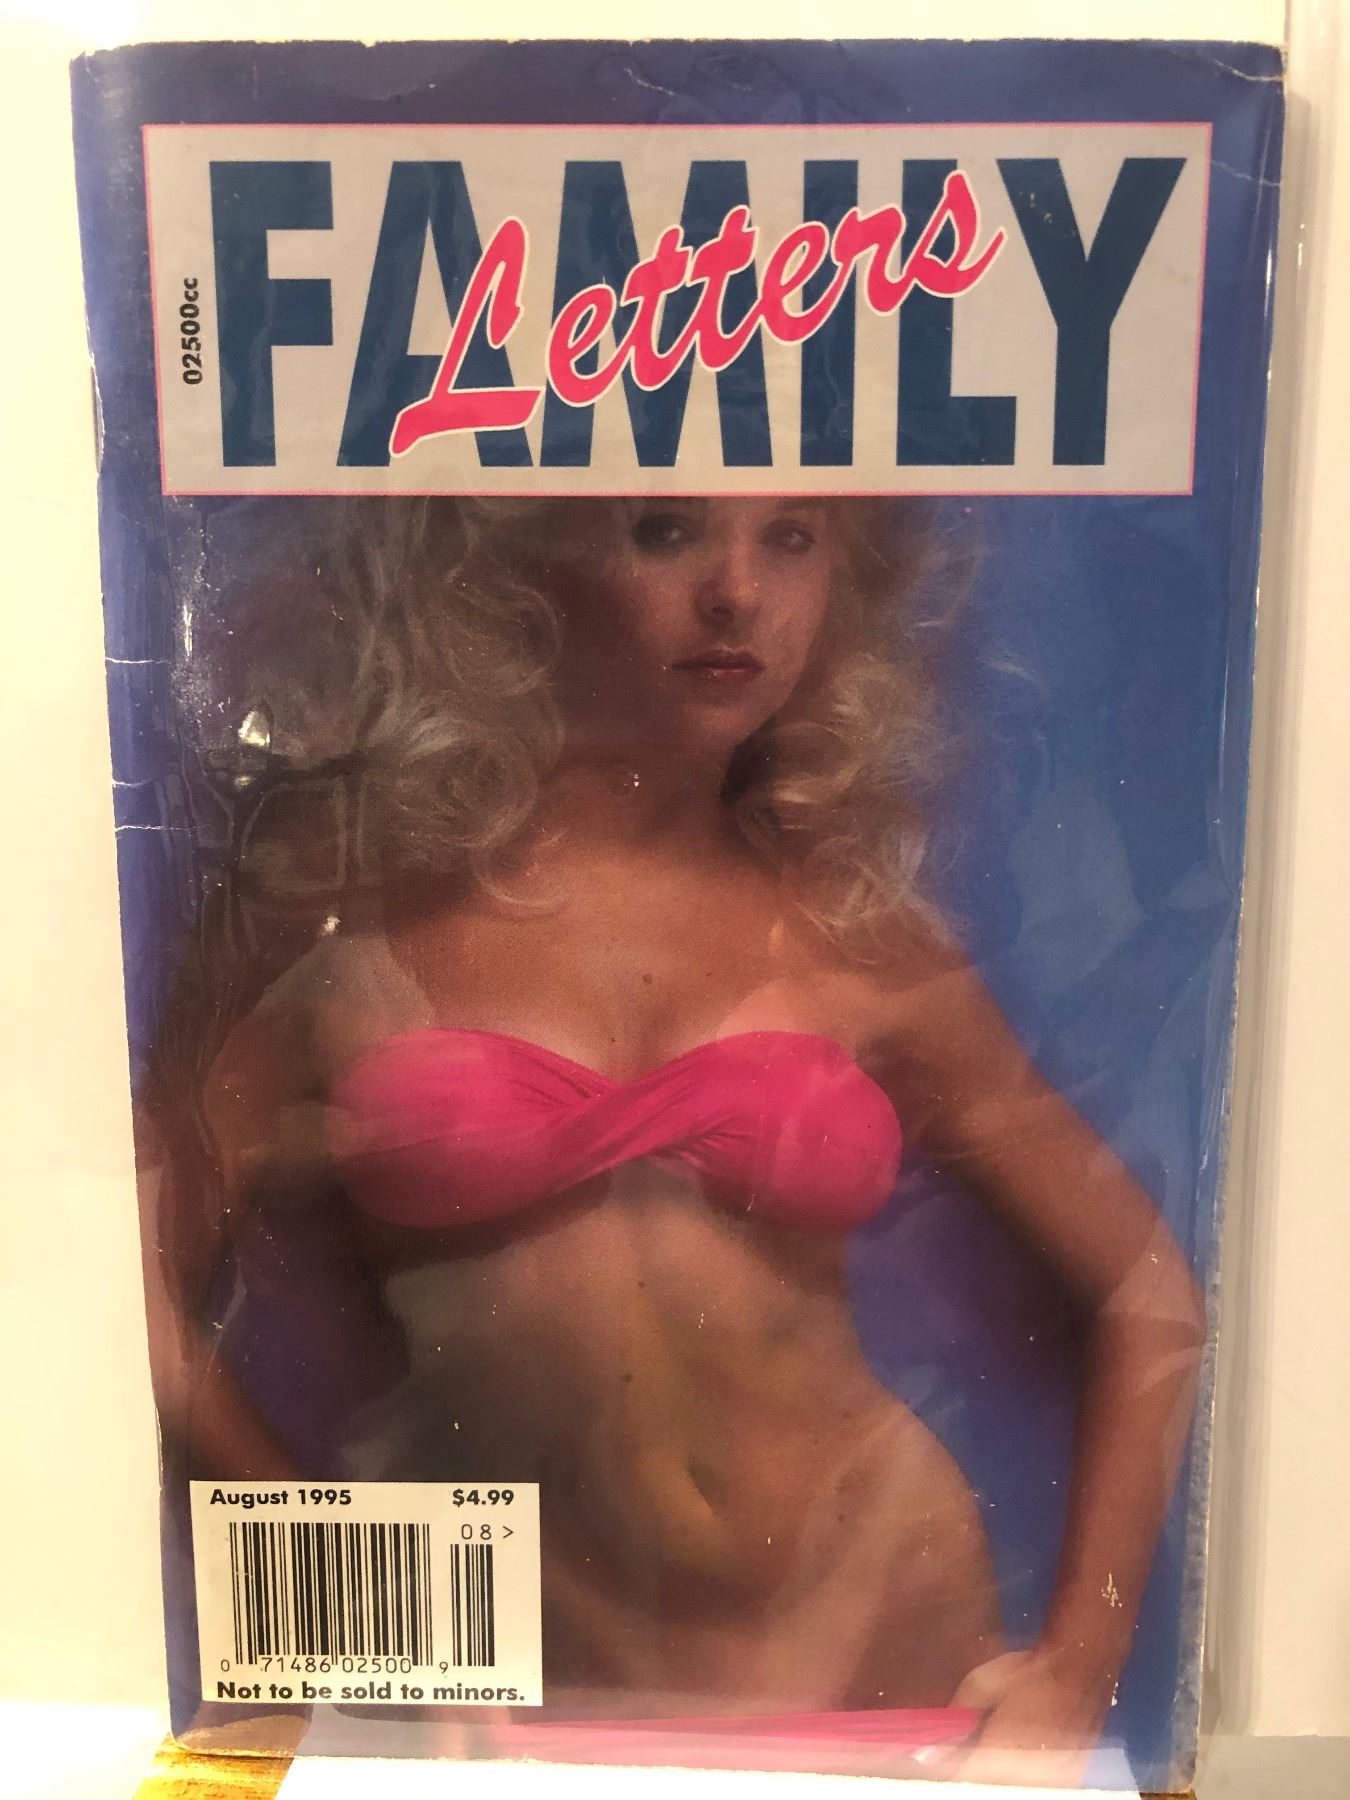 FAMILY
Letters
02500cc
August 1995 $4.99
08>
0 71486 02500 9
Not to be sold to minors.